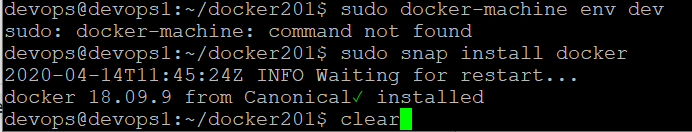 devops@devops1:~/docker201$ sudo docker-machine env dev
sudo: docker-machine: command not found
devops@devops1:~/docker201$ sudo snap install docker
2020-04-14T11:45:24Z INFO Waiting for restart...
docker 18.09.9 from Canonical✓ installed
devops@devops1:~/docker201$ clear